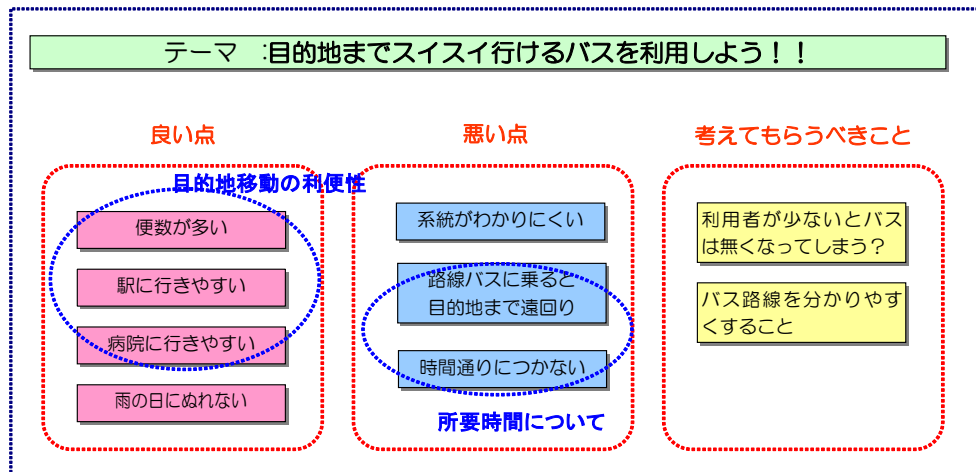 テーマ　:目的地までスイスイ行けるバスを利用しよう！！
良い点
目的地移動の利便性
便数が多い
駅に行きやすい
病院に行きやすい
雨の日にぬれない
悪い点
系統がわかりにくい
路線バスに乗ると
目的地まで遠回り
時間通りにつかない
所要時間について
考えてもらうべきこと
利用者が少ないとバス
は無くなってしまう？
バス路線を分かりやす
くすること